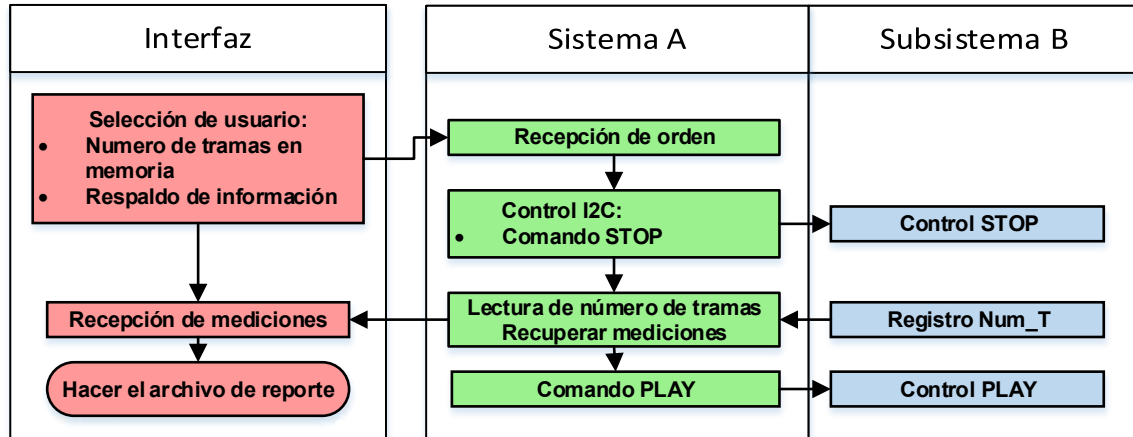 Interfaz
Sistema A
Subsistema B
Selección de usuario:
• Numero de tramas en
memoria
• Respaldo de información
Recepción de orden
Control I2C:
• Comando STOP
Control STOP
Recepción de mediciones
Lectura de número de tramas
Recuperar mediciones
Registro Num_T
Hacer el archivo de reporte
Comando PLAY
Control PLAY